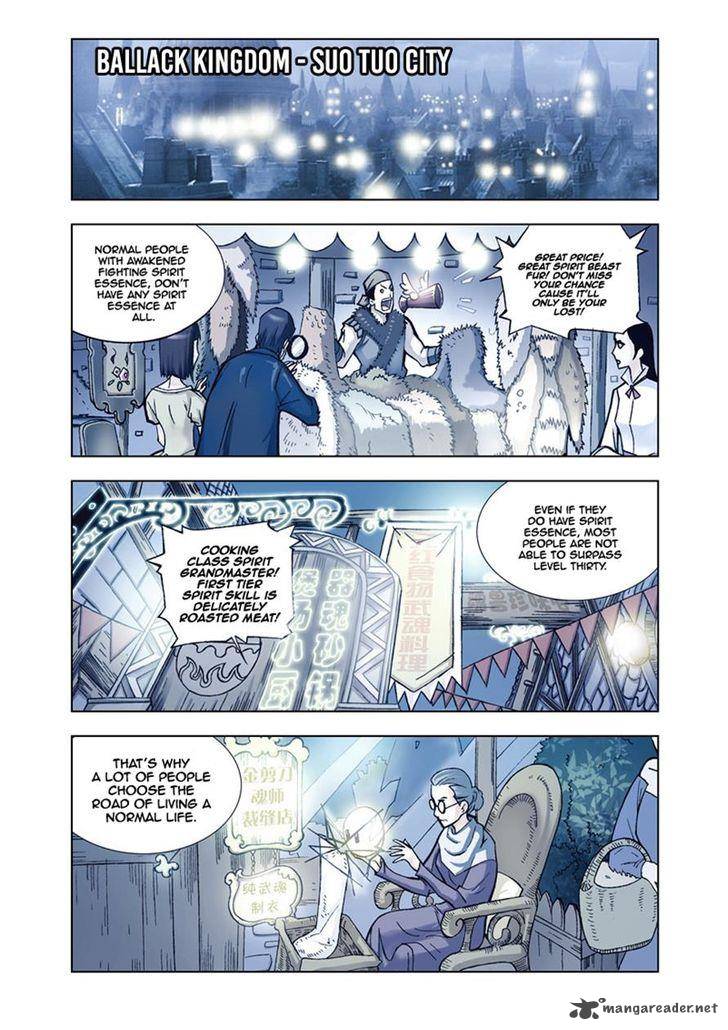 BALLACK KINGDOM - SUO TUO CITY
NORMAL PEOPLE
WITH AWAKENED
FIGHTING SPIRIT
ESSENCE, DON'T
HAVE ANY SPIRIT
ESSENCE AT
ALL.
GREAT PRICE!
GREAT SPIRIT BEAST
FUR! DON'T MISS
YOUR CHANCE
CAUSE IT'LL
ONLY BE YOUR
LOST!
COOKING
CLASS SPIRIT
GRANDMASTER!
FIRST TIER
SPIRIT SKILL IS
DELICATELY
ROASTED MEAT!
器魂砂锅
煲汤小厨
红食物武魂料理
EVEN IF THEY
DO HAVE SPIRIT
ESSENCE, MOST
PEOPLE ARE NOT
ABLE TO SURPASS
LEVEL THIRTY.
THAT'S WHY
A LOT OF PEOPLE
CHOOSE THE
ROAD OF LIVING A
NORMAL LIFE.
金剪刀
魂师
裁缝店
纯武魂
制衣
mangareader.net